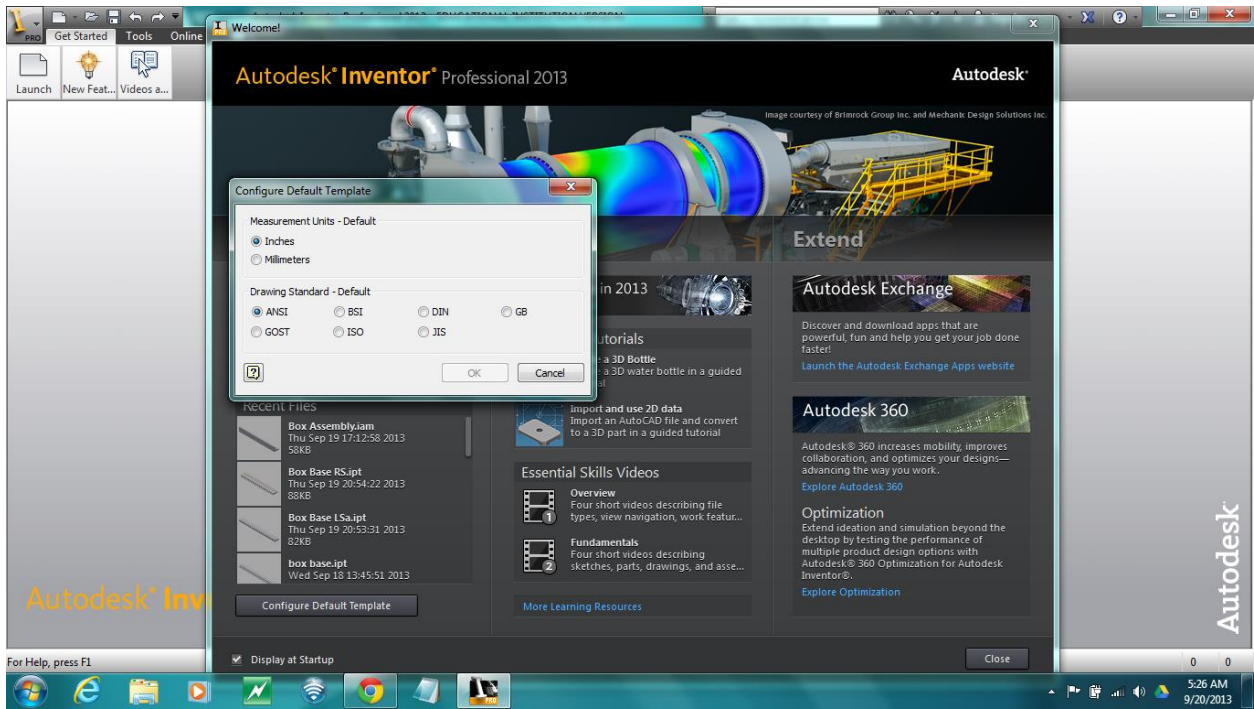 PRO
Get Started Tools Online
Launch New Feat... Videos a...
Welcome!
Autodesk® Inventor® Professional 2013
Autodesk®
Image courtesy of Brimrock Group Inc. and Mechanix Design Solutions Inc.
Configure Default Template
Measurement Units - Default
Inches
Millimeters
Drawing Standard - Default
ANSI BSI DIN GB
GOST ISO JIS
OK Cancel
Recent Files
Box Assembly.iam
Thu Sep 19 17:12:58 2013
58KB
Box Base RS.ipt
Thu Sep 19 20:54:22 2013
88KB
Box Base LSa.ipt
Thu Sep 19 20:53:31 2013
82KB
box base.ipt
Wed Sep 18 13:45:51 2013
Configure Default Template
in 2013
utorials
a 3D Bottle
a 3D water bottle in a guided
al
Import and use 2D data
Import an AutoCAD file and convert
to a 3D part in a guided tutorial
Essential Skills Videos
1
Overview
Four short videos describing file
types, view navigation, work featur...
2
Fundamentals
Four short videos describing
sketches, parts, drawings, and asse...
More Learning Resources
Extend
Autodesk Exchange
Discover and download apps that are
powerful, fun and help you get your job done
faster!
Launch the Autodesk Exchange Apps website
Autodesk 360
Autodesk® 360 increases mobility, improves
collaboration, and optimizes your designs—
advancing the way you work.
Explore Autodesk 360
Optimization
Extend ideation and simulation beyond the
desktop by testing the performance of
multiple product design options with
Autodesk® 360 Optimization for Autodesk
Inventor®.
Explore Optimization
Display at Startup
Close
Autodesk® Inv
Autodesk®
For Help, press F1
0 0
PRO
5:26 AM
9/20/2013